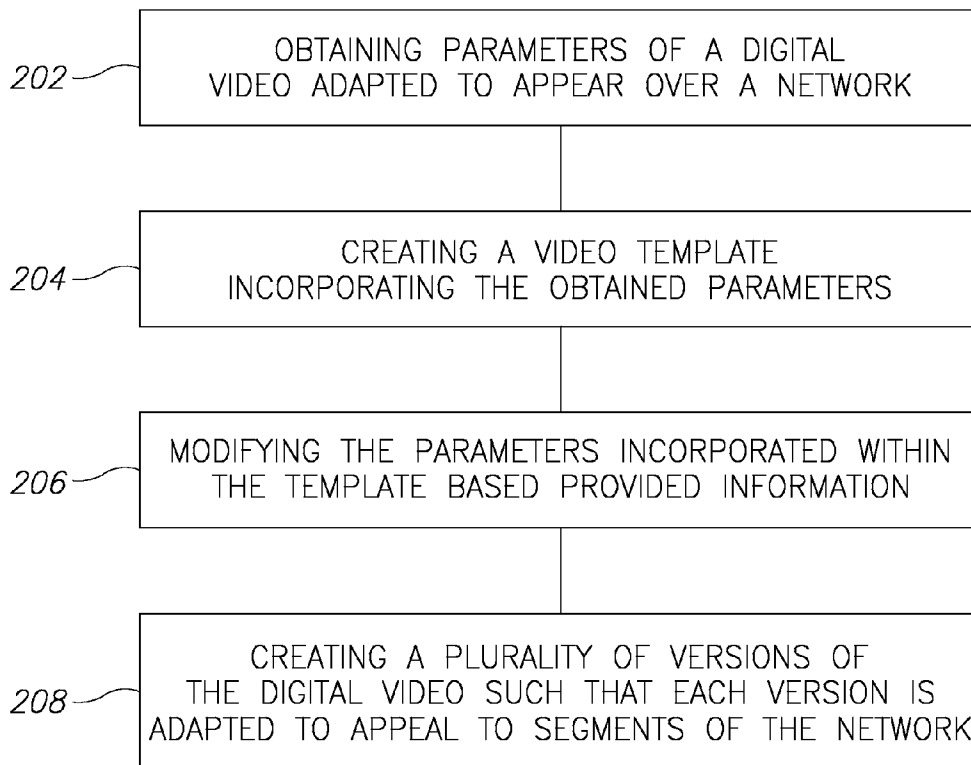 202
OBTAINING PARAMETERS OF A DIGITAL
VIDEO ADAPTED TO APPEAR OVER A NETWORK
204
CREATING A VIDEO TEMPLATE
INCORPORATING THE OBTAINED PARAMETERS
206
MODIFYING THE PARAMETERS INCORPORATED WITHIN
THE TEMPLATE BASED PROVIDED INFORMATION
208
CREATING A PLURALITY OF VERSIONS OF
THE DIGITAL VIDEO SUCH THAT EACH VERSION IS
ADAPTED TO APPEAL TO SEGMENTS OF THE NETWORK